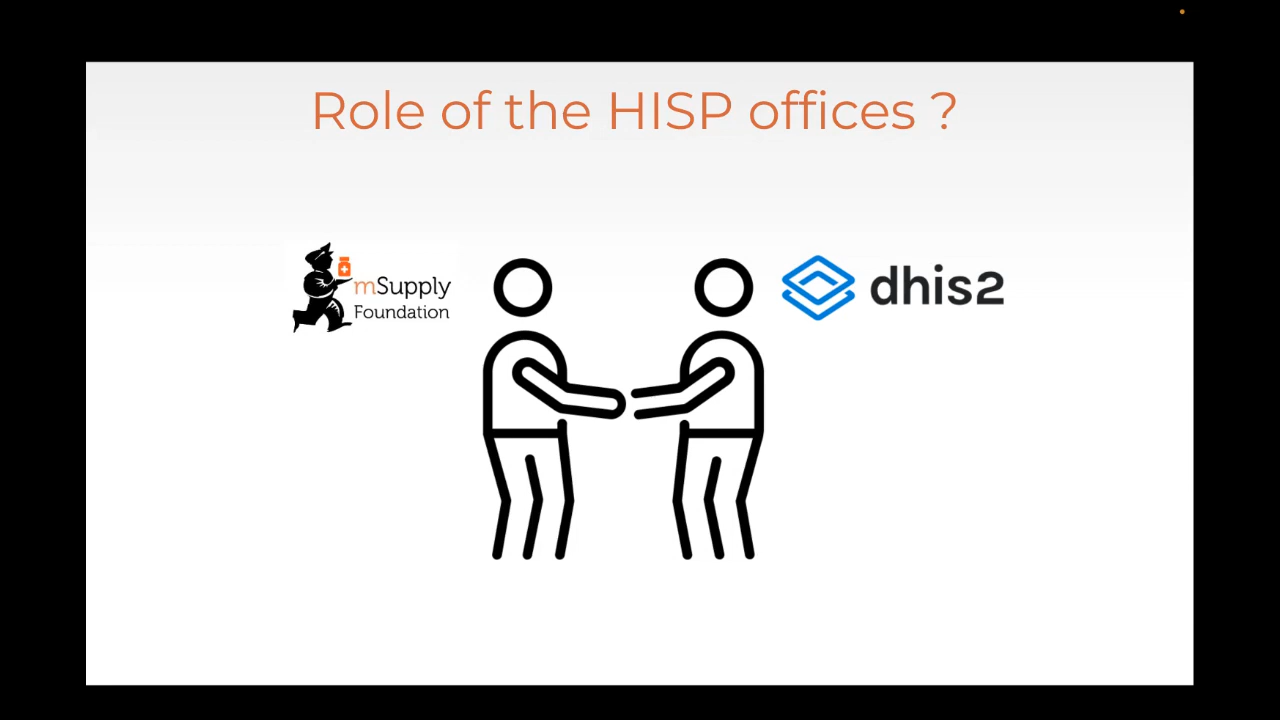 Role of the HISP offices ?
mSupply
Foundation
dhis2